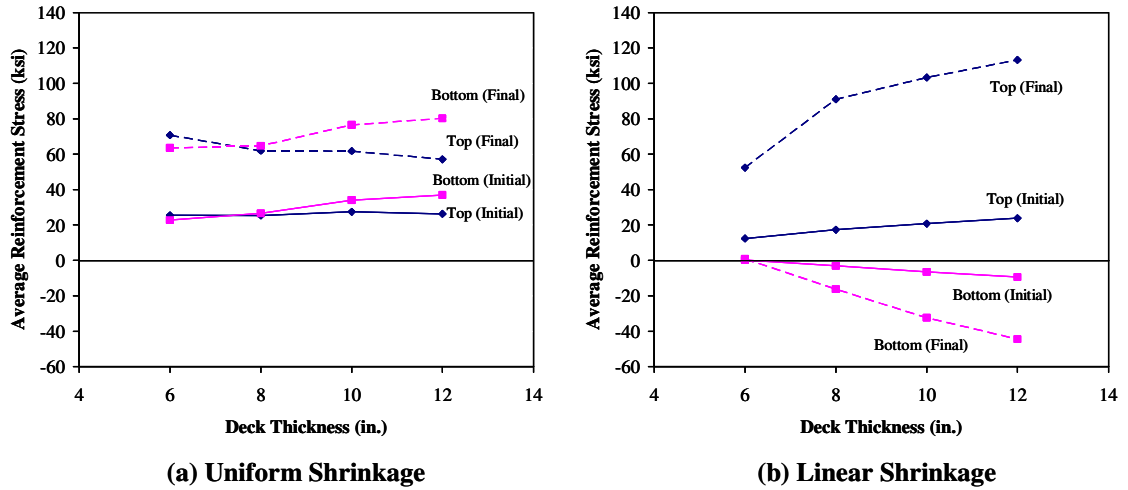 Average Reinforcement Stress (ksi)
140
120
100
80
60
40
20
0
-20
-40
-60
Bottom (Final)
Top (Final)
Bottom (Initial)
Top (Initial)
4
6
8
10
12
14
Deck Thickness (in.)
(a) Uniform Shrinkage
Average Reinforcement Stress (ksi)
140
120
100
80
60
40
20
0
-20
-40
-60
Top (Final)
Top (Initial)
Bottom (Initial)
Bottom (Final)
4
6
8
10
12
14
Deck Thickness (in.)
(b) Linear Shrinkage